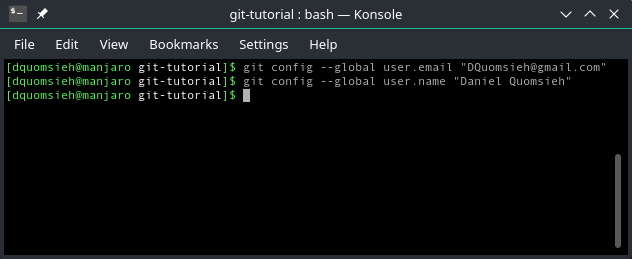 git-tutorial : bash — Konsole
File Edit View Bookmarks Settings Help
[dquomsieh@manjaro git-tutorial]$ git config --global user.email "DQuomsieh@gmail.com"
[dquomsieh@manjaro git-tutorial]$ git config --global user.name "Daniel Quomsieh"
[dquomsieh@manjaro git-tutorial]$